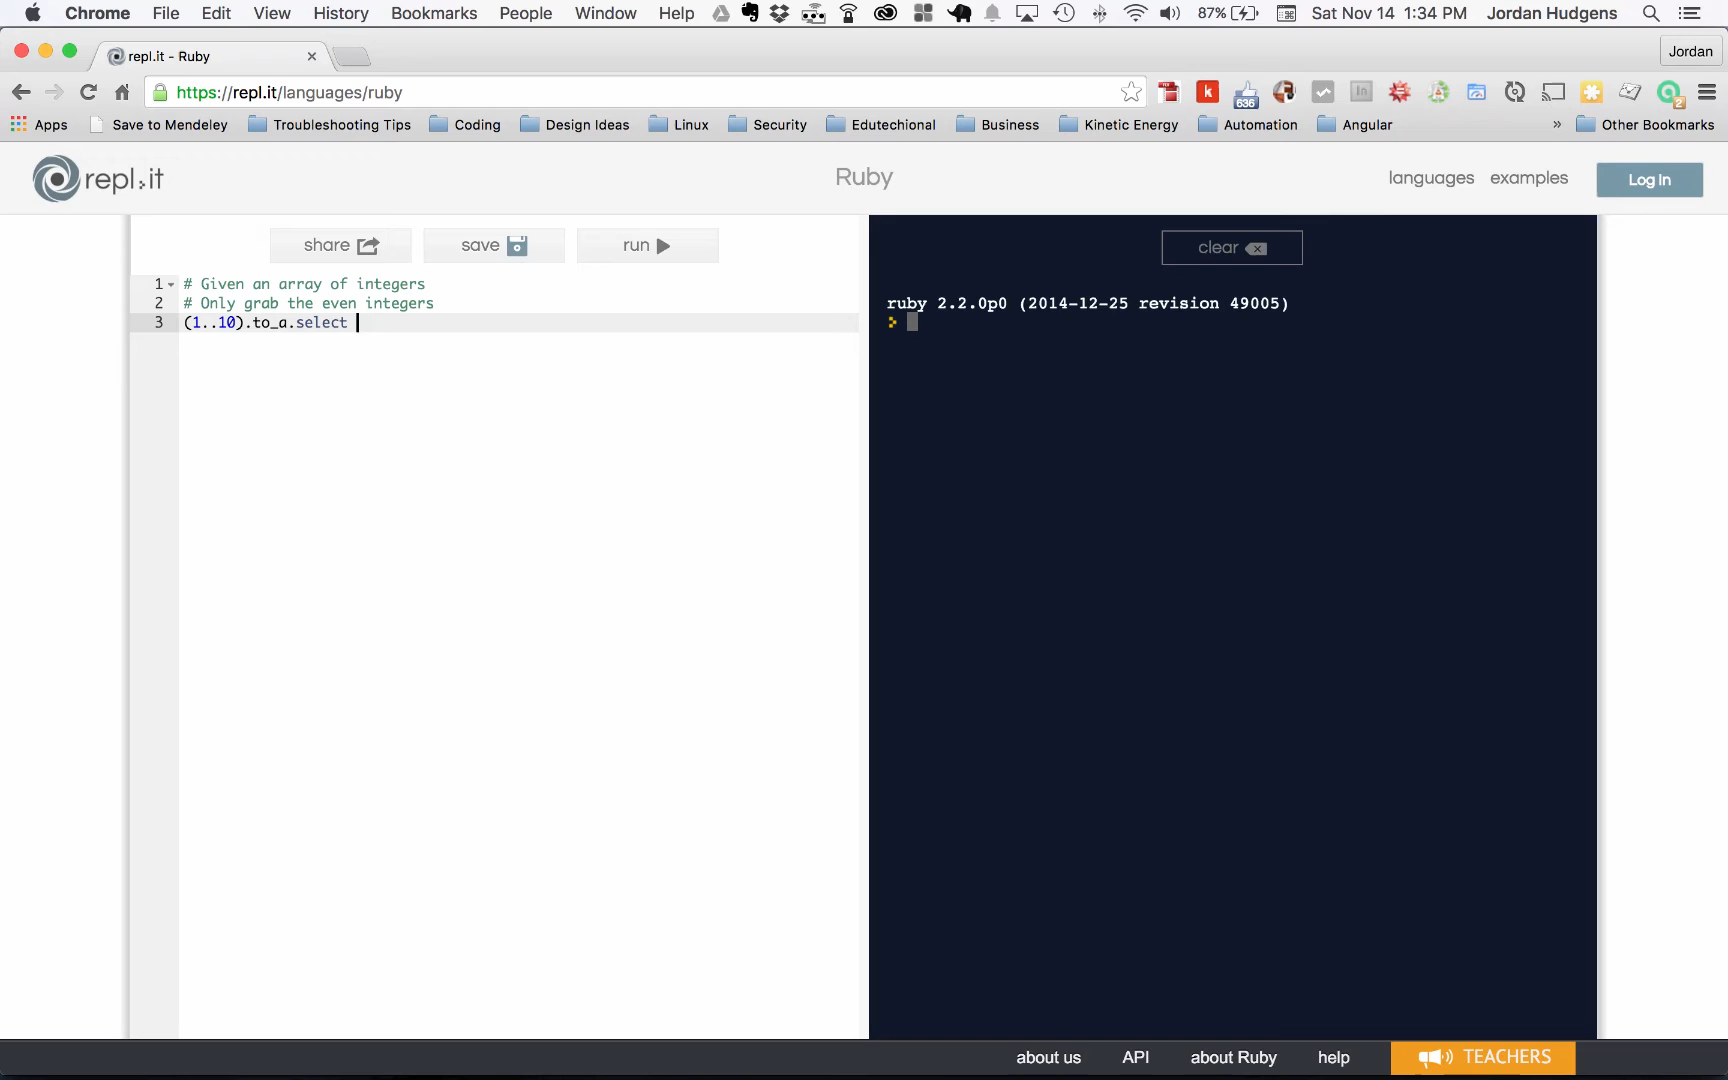 Chrome File Edit View History Bookmarks People Window Help 87% Sat Nov 14 1:34 PM Jordan Hudgens
repl.it - Ruby Jordan
https://repl.it/languages/ruby k 636 In 2
Apps Save to Mendeley Troubleshooting Tips Coding Design Ideas Linux Security Edutechional Business Kinetic Energy Automation Angular » Other Bookmarks
repl.it Ruby languages examples Log In
share save run clear
1 # Given an array of integers
2 # Only grab the even integers
3 (1..10).to_a.select
ruby 2.2.0p0 (2014-12-25 revision 49005)
>
about us API about Ruby help TEACHERS